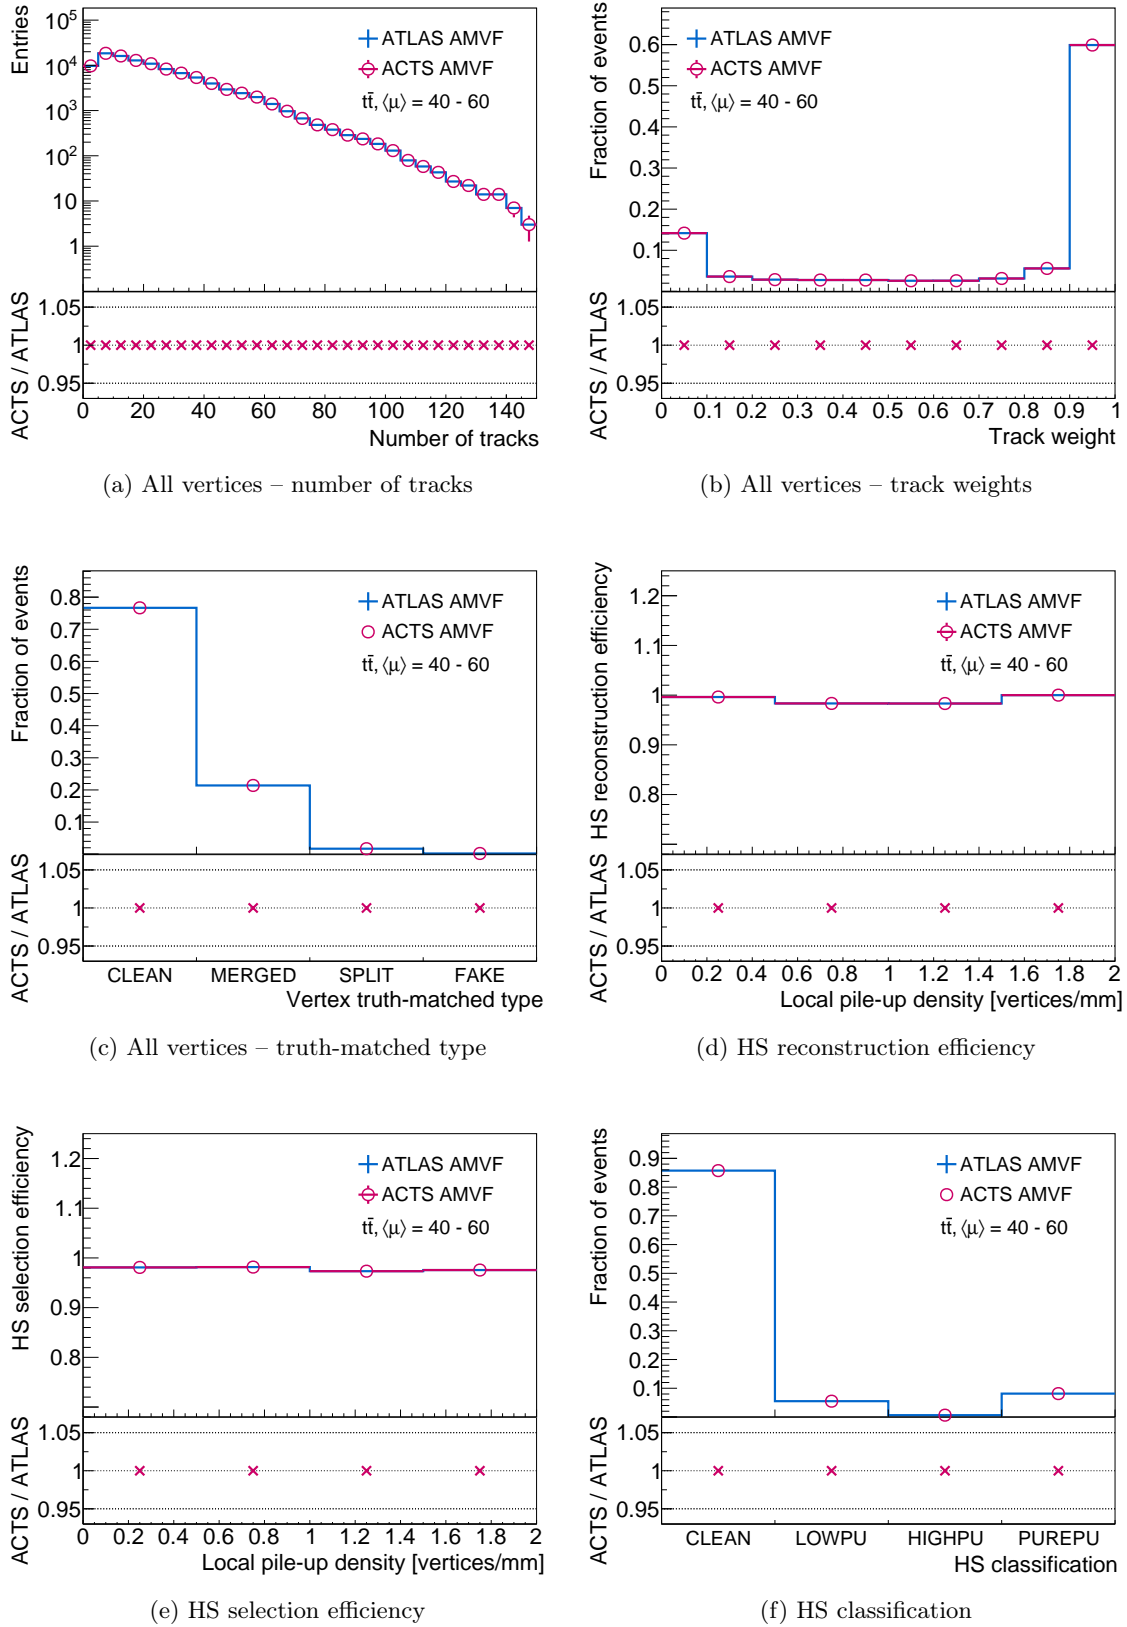 Entries
10⁵
10⁴
10³
10²
10
1
ATLAS AMVF
ACTS AMVF
tt̄, ⟨μ⟩ = 40 - 60
ACTS / ATLAS
1.05
1
0.95
0 20 40 60 80 100 120 140
Number of tracks
(a) All vertices – number of tracks
Fraction of events
0.6
0.5
0.4
0.3
0.2
0.1
ATLAS AMVF
ACTS AMVF
tt̄, ⟨μ⟩ = 40 - 60
ACTS / ATLAS
1.05
1
0.95
0 0.1 0.2 0.3 0.4 0.5 0.6 0.7 0.8 0.9 1
Track weight
(b) All vertices – track weights
Fraction of events
0.8
0.7
0.6
0.5
0.4
0.3
0.2
0.1
ATLAS AMVF
ACTS AMVF
tt̄, ⟨μ⟩ = 40 - 60
ACTS / ATLAS
1.05
1
0.95
CLEAN MERGED SPLIT FAKE
Vertex truth-matched type
(c) All vertices – truth-matched type
HS reconstruction efficiency
1.2
1.1
1
0.9
0.8
ATLAS AMVF
ACTS AMVF
tt̄, ⟨μ⟩ = 40 - 60
ACTS / ATLAS
1.05
1
0.95
0 0.2 0.4 0.6 0.8 1 1.2 1.4 1.6 1.8 2
Local pile-up density [vertices/mm]
(d) HS reconstruction efficiency
HS selection efficiency
1.2
1.1
1
0.9
0.8
ATLAS AMVF
ACTS AMVF
tt̄, ⟨μ⟩ = 40 - 60
ACTS / ATLAS
1.05
1
0.95
0 0.2 0.4 0.6 0.8 1 1.2 1.4 1.6 1.8 2
Local pile-up density [vertices/mm]
(e) HS selection efficiency
Fraction of events
0.9
0.8
0.7
0.6
0.5
0.4
0.3
0.2
0.1
ATLAS AMVF
ACTS AMVF
tt̄, ⟨μ⟩ = 40 - 60
ACTS / ATLAS
1.05
1
0.95
CLEAN LOWPU HIGHPU PUREPU
HS classification
(f) HS classification